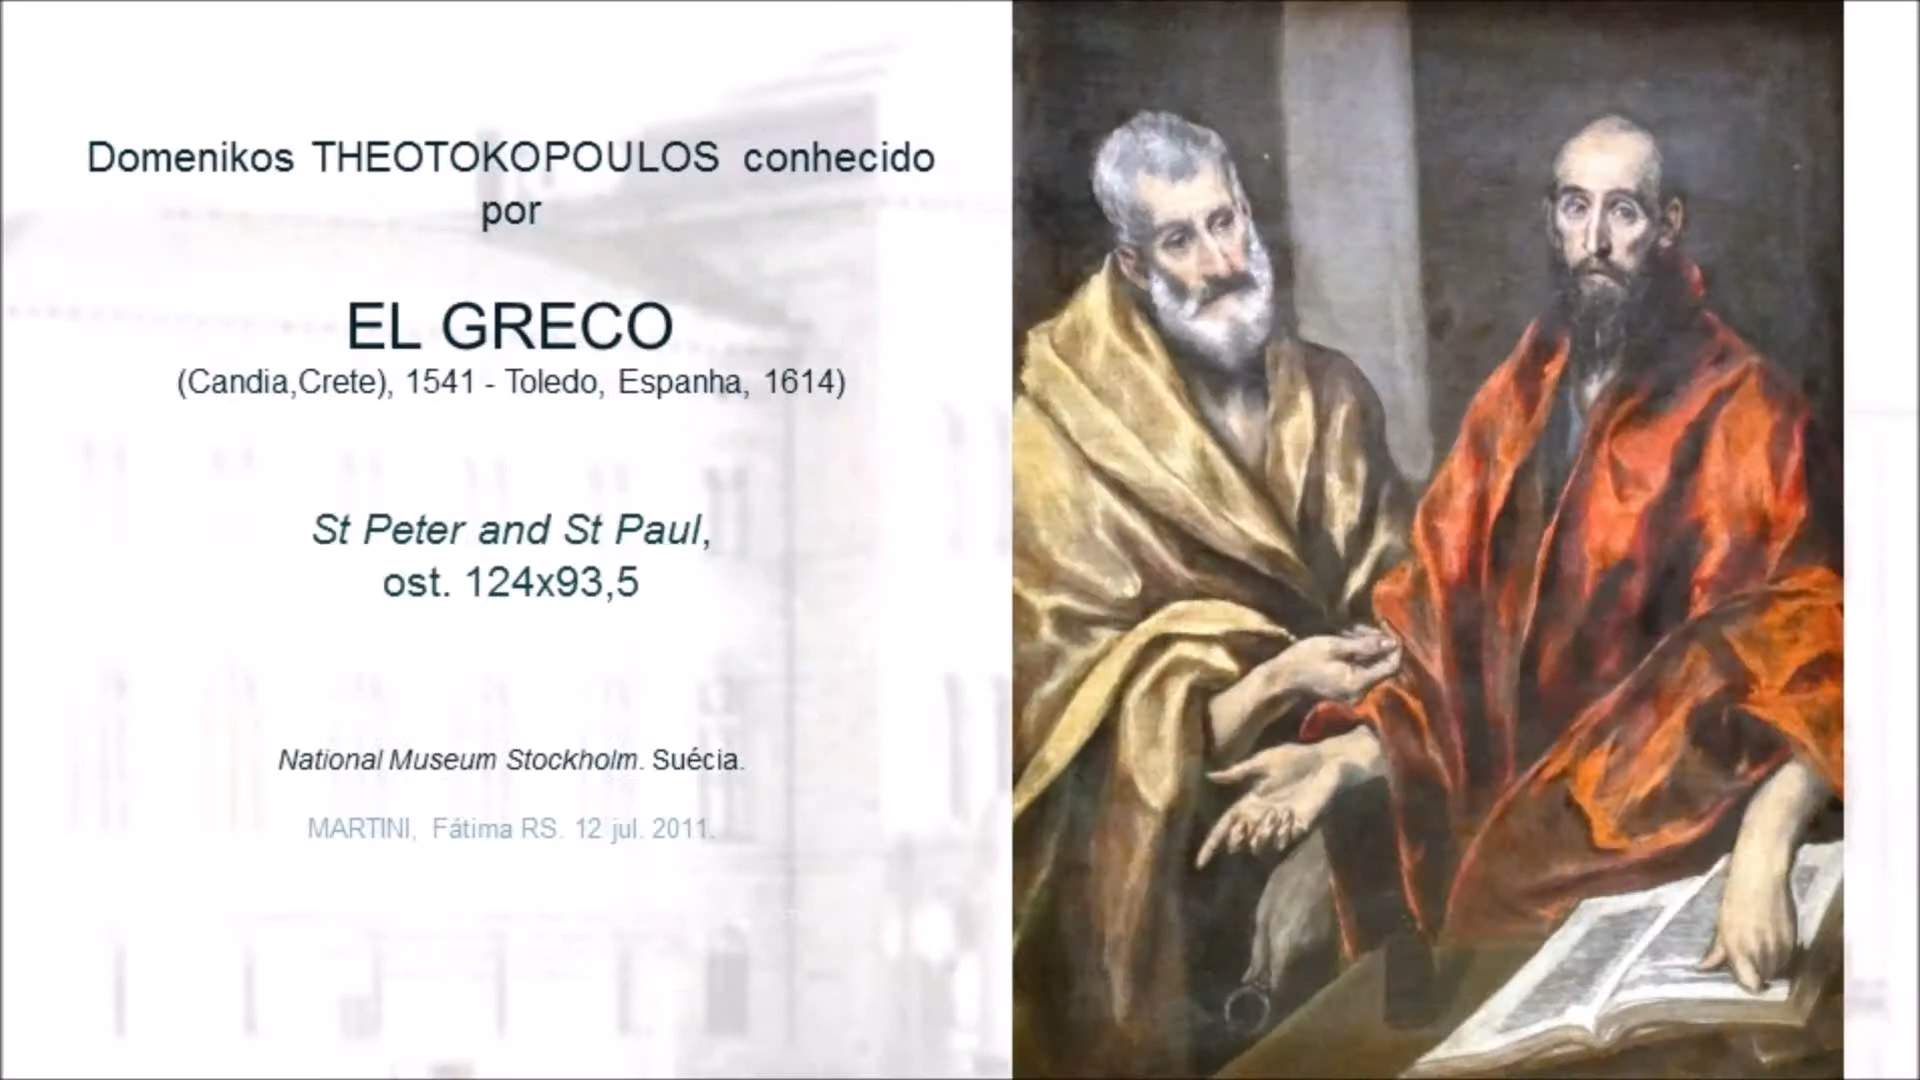 Domenikos THEOTOKOPOULOS conhecido
por
EL GRECO
(Candia,Crete), 1541 - Toledo, Espanha, 1614)
St Peter and St Paul,
ost. 124x93,5
National Museum Stockholm. Suécia.
MARTINI, Fátima RS. 12 jul. 2011.